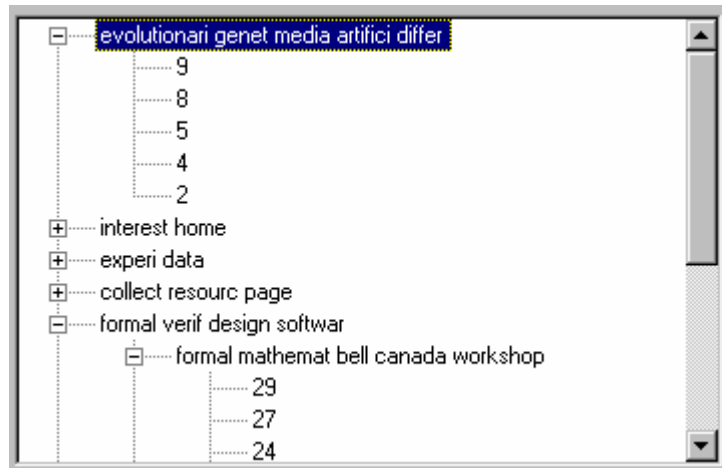 evolutionari genet media artifici differ
9
8
5
4
2
interest home
experi data
collect resourc page
formal verif design softwar
formal mathemat bell canada workshop
29
27
24